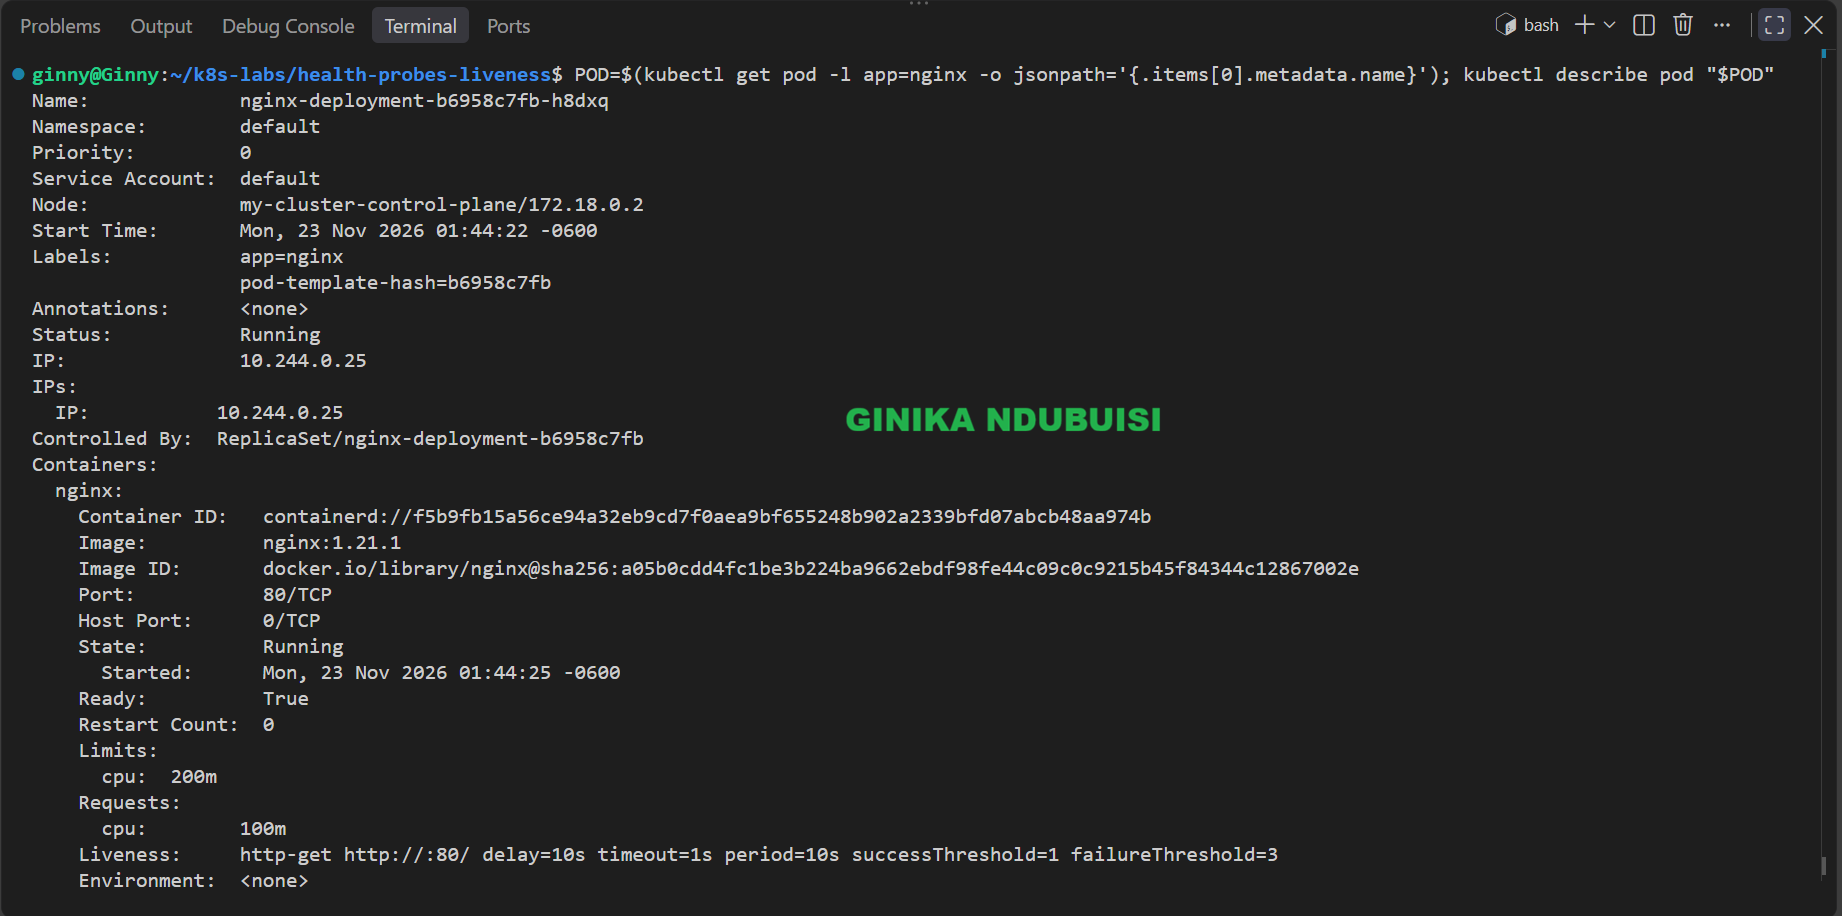 Problems Output Debug Console Terminal Ports bash
ginny@Ginny:~/k8s-labs/health-probes-liveness$ POD=$(kubectl get pod -l app=nginx -o jsonpath='{.items[0].metadata.name}'); kubectl describe pod "$POD"
Name: nginx-deployment-b6958c7fb-h8dxq
Namespace: default
Priority: 0
Service Account: default
Node: my-cluster-control-plane/172.18.0.2
Start Time: Mon, 23 Nov 2026 01:44:22 -0600
Labels: app=nginx
pod-template-hash=b6958c7fb
Annotations: <none>
Status: Running
IP: 10.244.0.25
IPs:
IP: 10.244.0.25
GINIKA NDUBUISI
Controlled By: ReplicaSet/nginx-deployment-b6958c7fb
Containers:
nginx:
Container ID: containerd://f5b9fb15a56ce94a32eb9cd7f0aea9bf655248b902a2339bfd07abcb48aa974b
Image: nginx:1.21.1
Image ID: docker.io/library/nginx@sha256:a05b0cdd4fc1be3b224ba9662ebdf98fe44c09c0c9215b45f84344c12867002e
Port: 80/TCP
Host Port: 0/TCP
State: Running
Started: Mon, 23 Nov 2026 01:44:25 -0600
Ready: True
Restart Count: 0
Limits:
cpu: 200m
Requests:
cpu: 100m
Liveness: http-get http://:80/ delay=10s timeout=1s period=10s successThreshold=1 failureThreshold=3
Environment: <none>